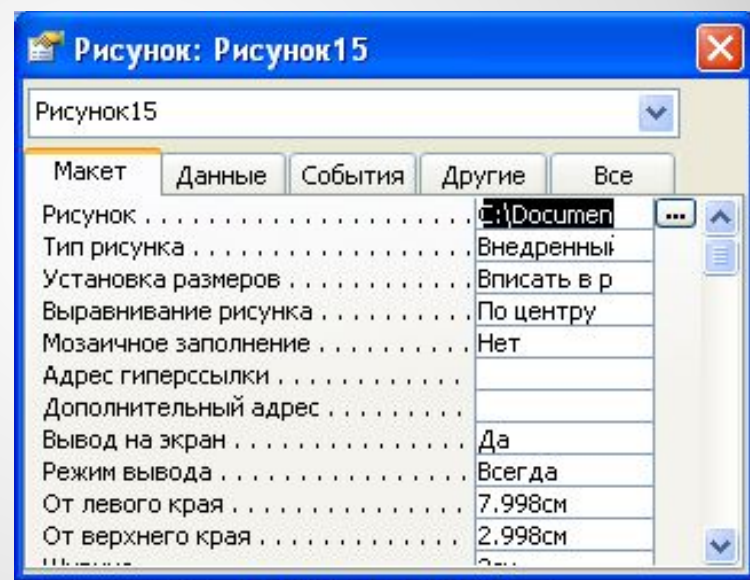 Рисунок: Рисунок15
Рисунок15
Макет Данные События Другие Все
Рисунок . . . . . . . . . . . . . . . . . . . . . . C:\Documen ...
Тип рисунка . . . . . . . . . . . . . . . . . . Внедренный
Установка размеров . . . . . . . . . . . . Вписать в р
Выравнивание рисунка . . . . . . . . . . По центру
Мозаичное заполнение . . . . . . . . . . Нет
Адрес гиперссылки . . . . . . . . . . . .
Дополнительный адрес . . . . . . . . .
Вывод на экран . . . . . . . . . . . . . . . Да
Режим вывода . . . . . . . . . . . . . . . . Всегда
От левого края . . . . . . . . . . . . . . . 7.998см
От верхнего края . . . . . . . . . . . . . 2.998см